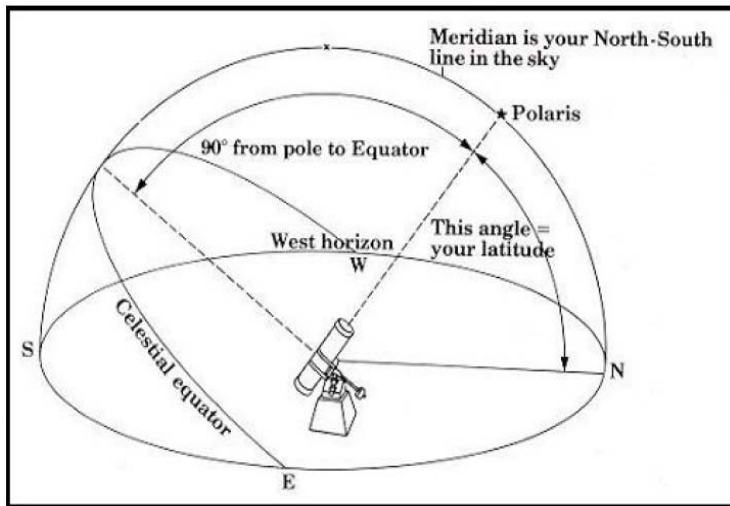 Meridian is your North-South
line in the sky
Polaris
90° from pole to Equator
This angle =
your latitude
West horizon
W
S
N
Celestial equator
E